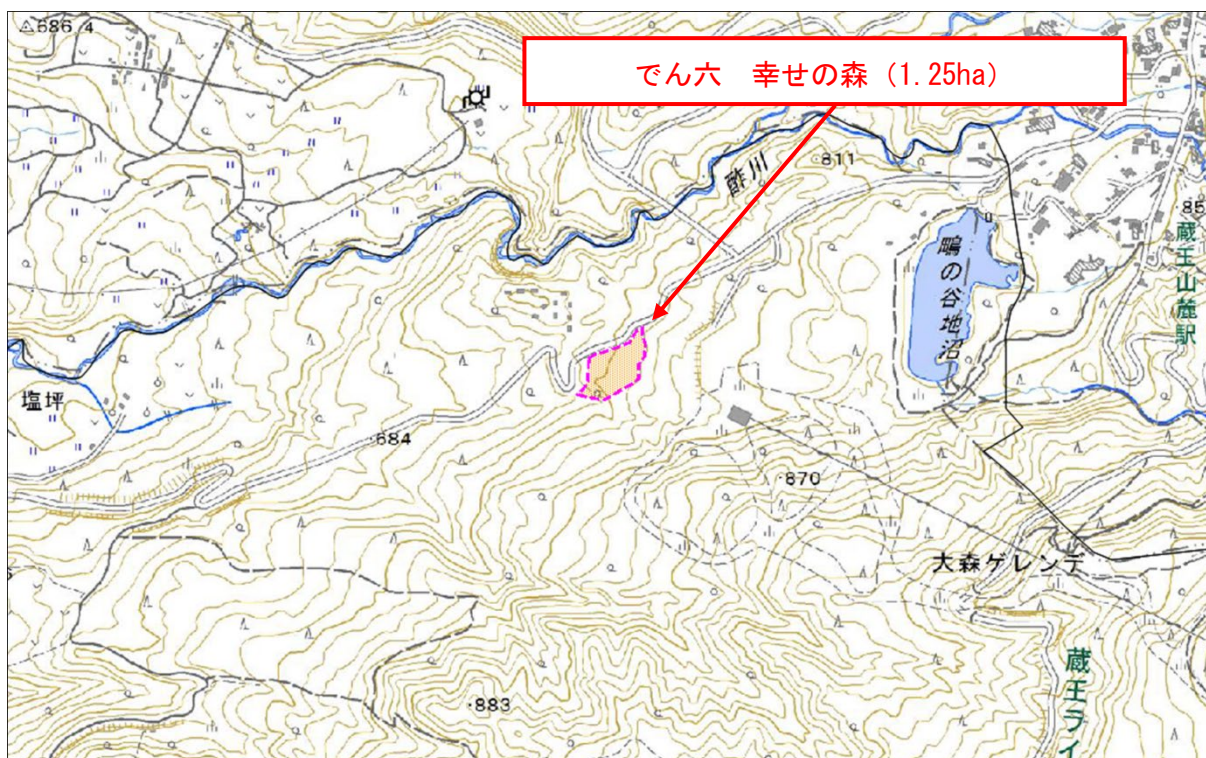 686.4
でん六　幸せの森 (1.25ha)
酢川
811
85
鴫の谷地沼
蔵王山麓駅
塩坪
684
870
大森ゲレンデ
883
蔵王ライ